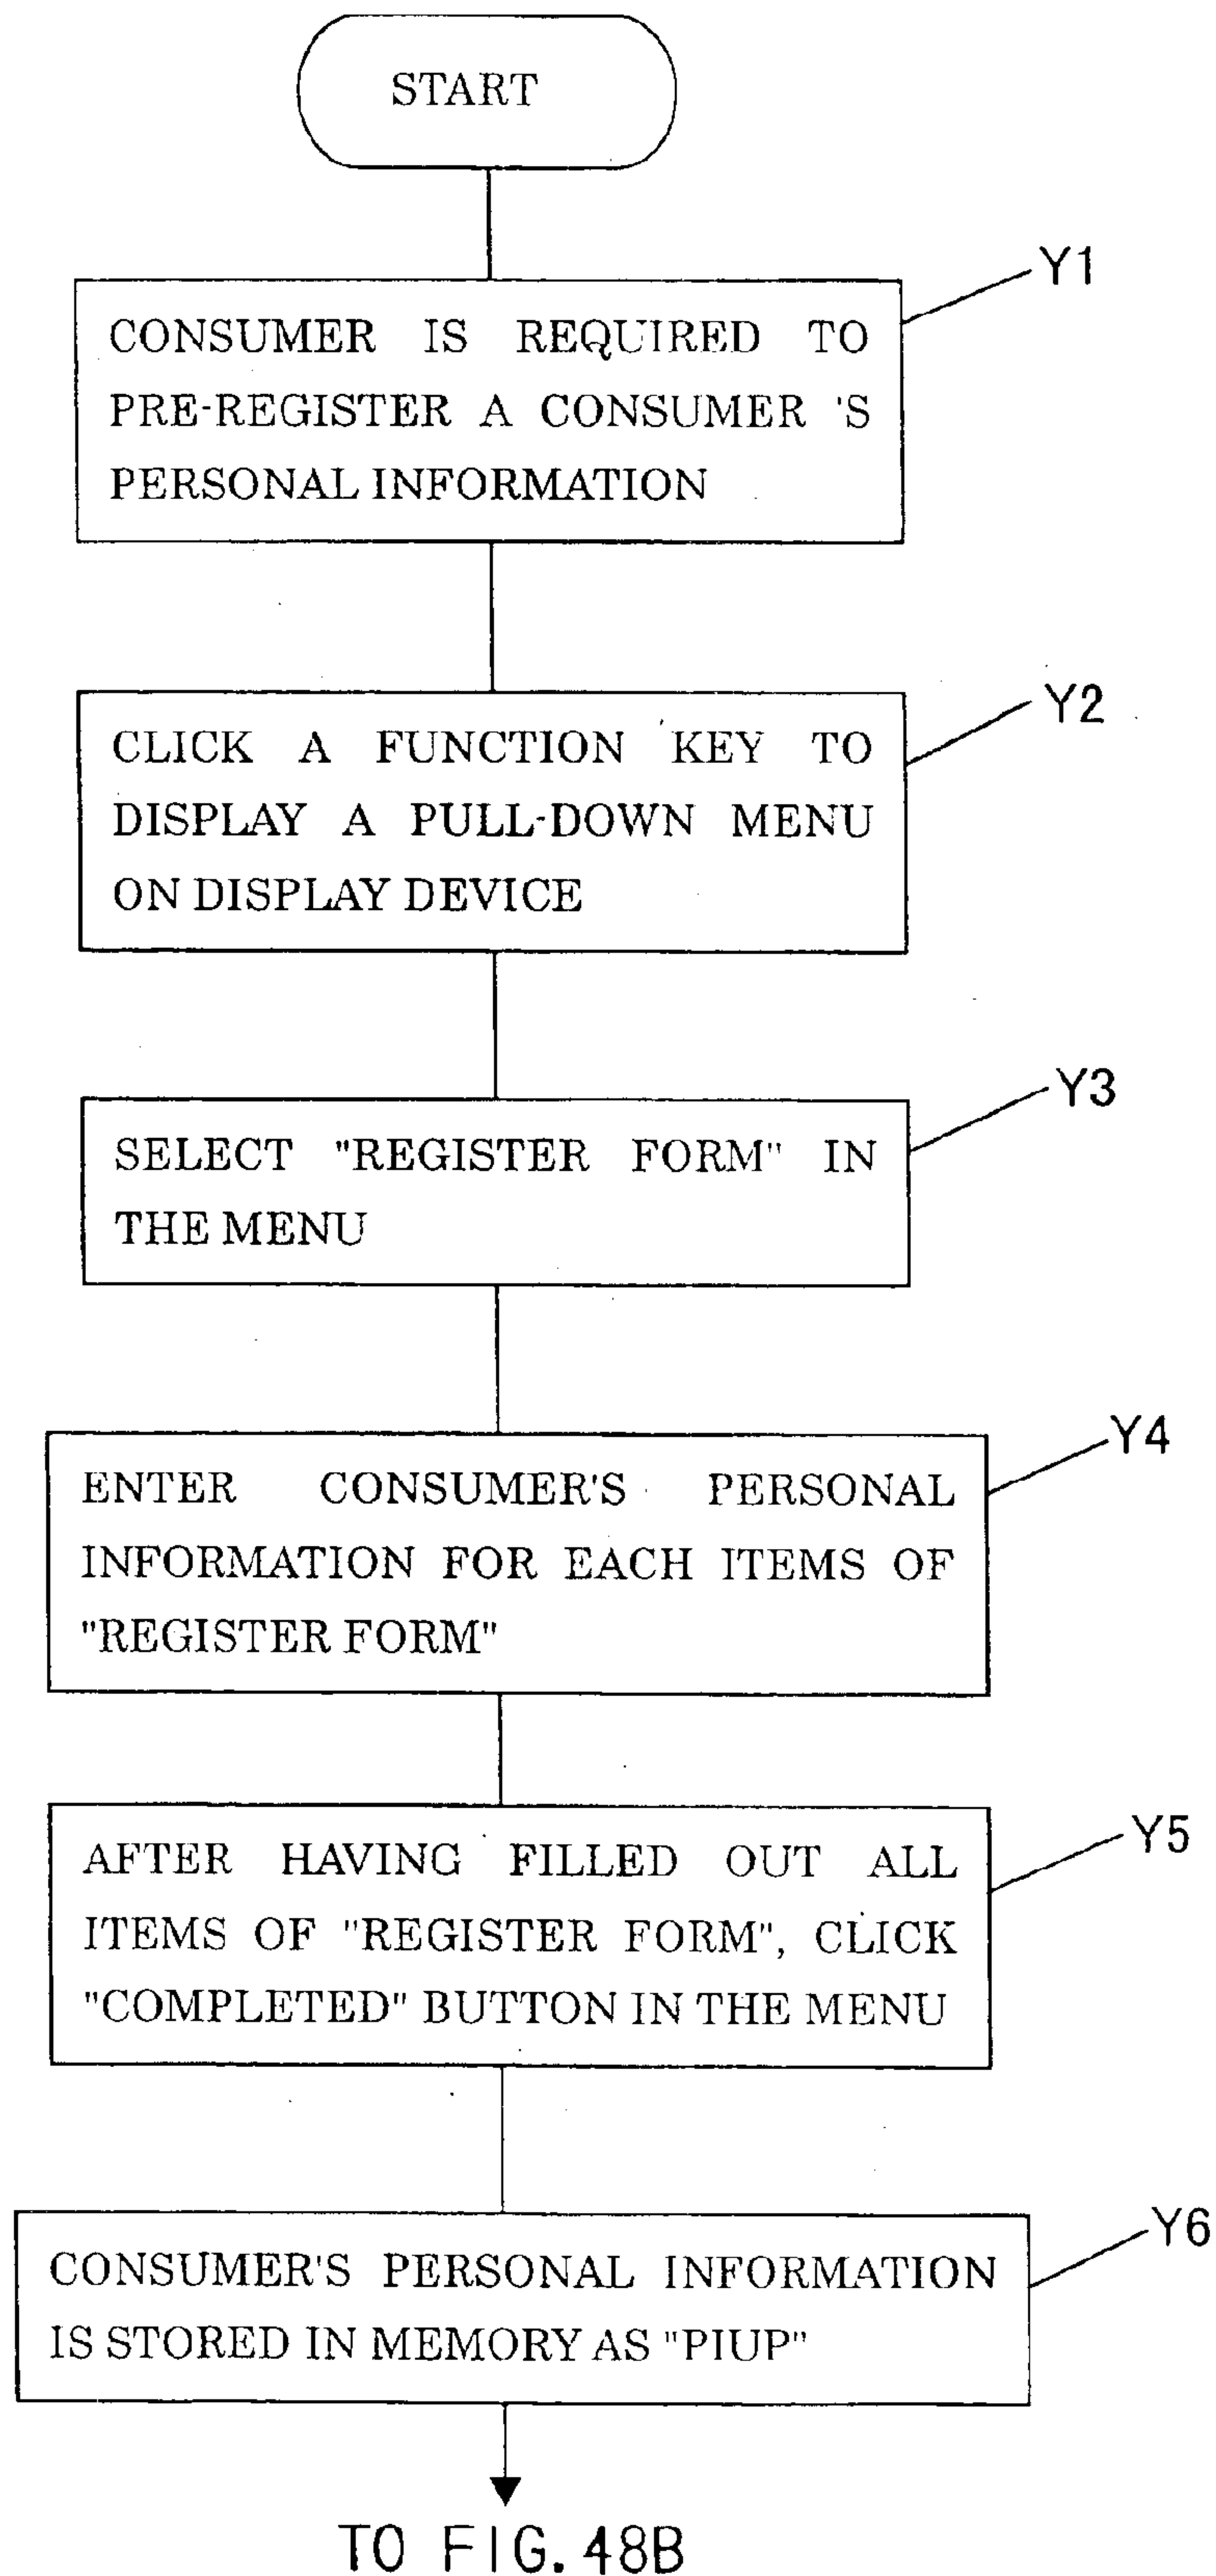 START
Y1
CONSUMER IS REQUIRED TO
PRE-REGISTER A CONSUMER 'S
PERSONAL INFORMATION
Y2
CLICK A FUNCTION KEY TO
DISPLAY A PULL-DOWN MENU
ON DISPLAY DEVICE
Y3
SELECT "REGISTER FORM" IN
THE MENU
Y4
ENTER CONSUMER'S PERSONAL
INFORMATION FOR EACH ITEMS OF
"REGISTER FORM"
Y5
AFTER HAVING FILLED OUT ALL
ITEMS OF "REGISTER FORM", CLICK
"COMPLETED" BUTTON IN THE MENU
Y6
CONSUMER'S PERSONAL INFORMATION
IS STORED IN MEMORY AS "PIUP"
TO FIG.48B